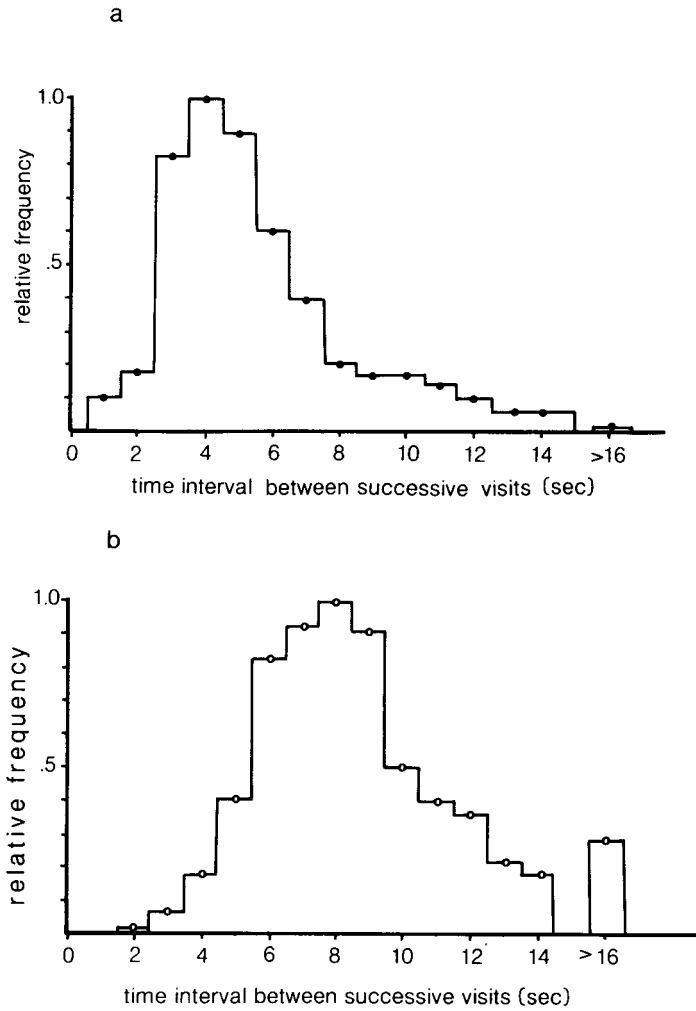 a
1.0
.5
relative frequency
0 2 4 6 8 10 12 14 >16
time interval between successive visits (sec)
b
1.0
.5
relative frequency
0 2 4 6 8 10 12 14 >16
time interval between successive visits (sec)